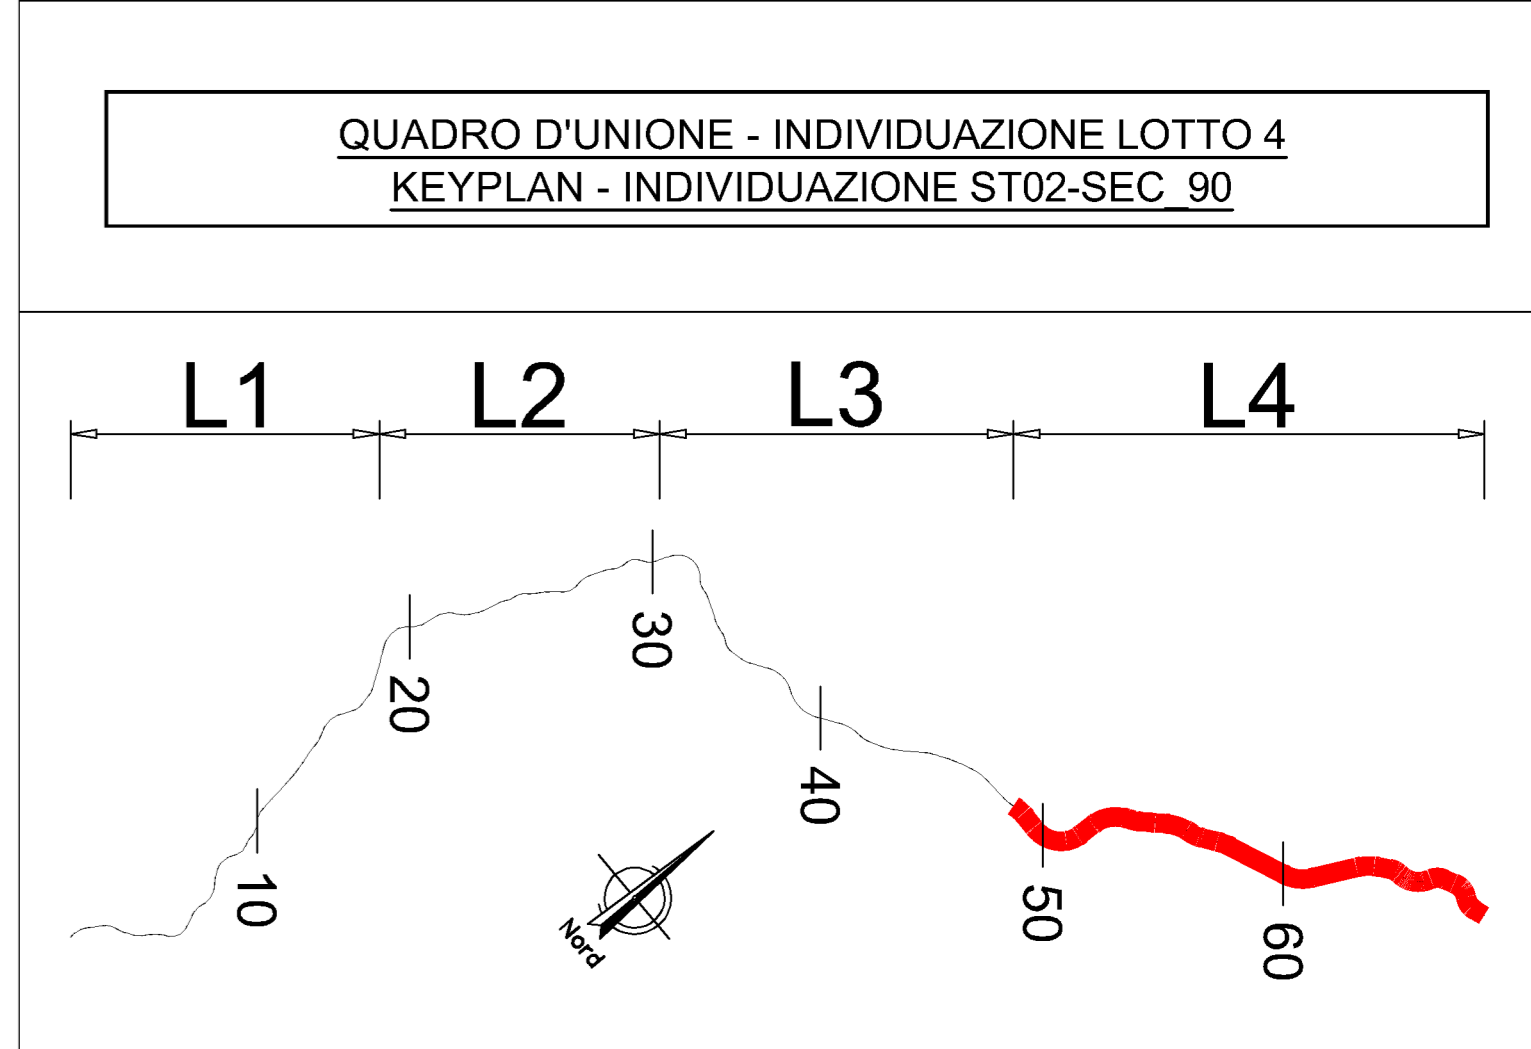 QUADRO D'UNIONE - INDIVIDUAZIONE LOTTO 4
KEYPLAN - INDIVIDUAZIONE ST02-SEC_90
L1
L2
L3
L4
10
20
30
40
50
60
Nord